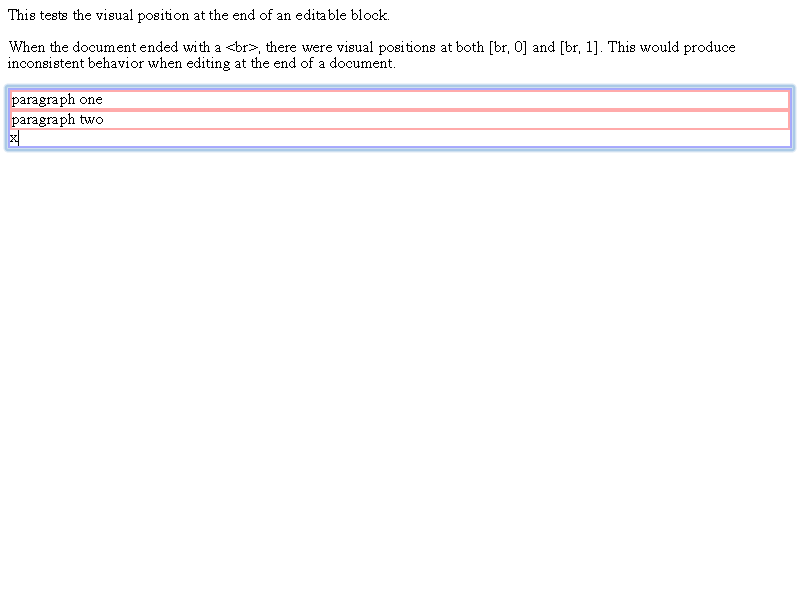 This tests the visual position at the end of an editable block.
When the document ended with a <br>, there were visual positions at both [br, 0] and [br, 1]. This would produce
inconsistent behavior when editing at the end of a document.
paragraph one
paragraph two
x